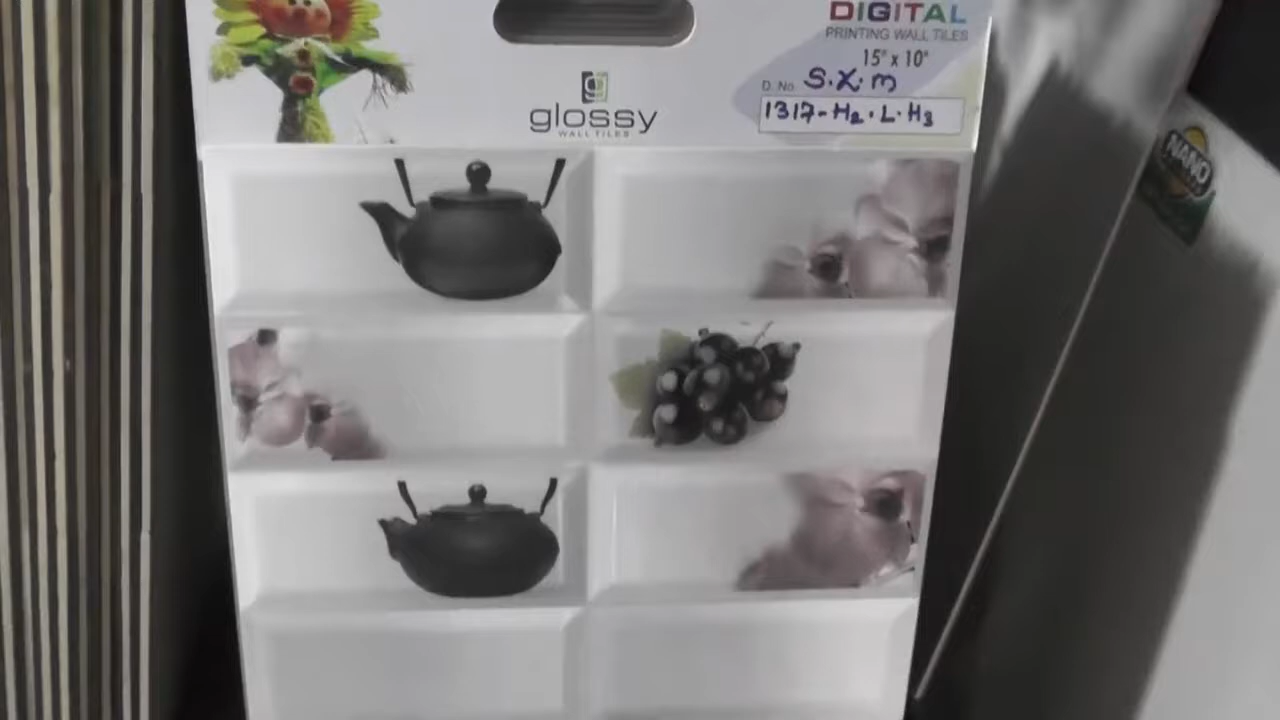 DIGITAL
PRINTING WALL TILES
15" x 10"
D. No. S.X.m
1317-H2.L.H3
glossy
WALL TILES
NANO